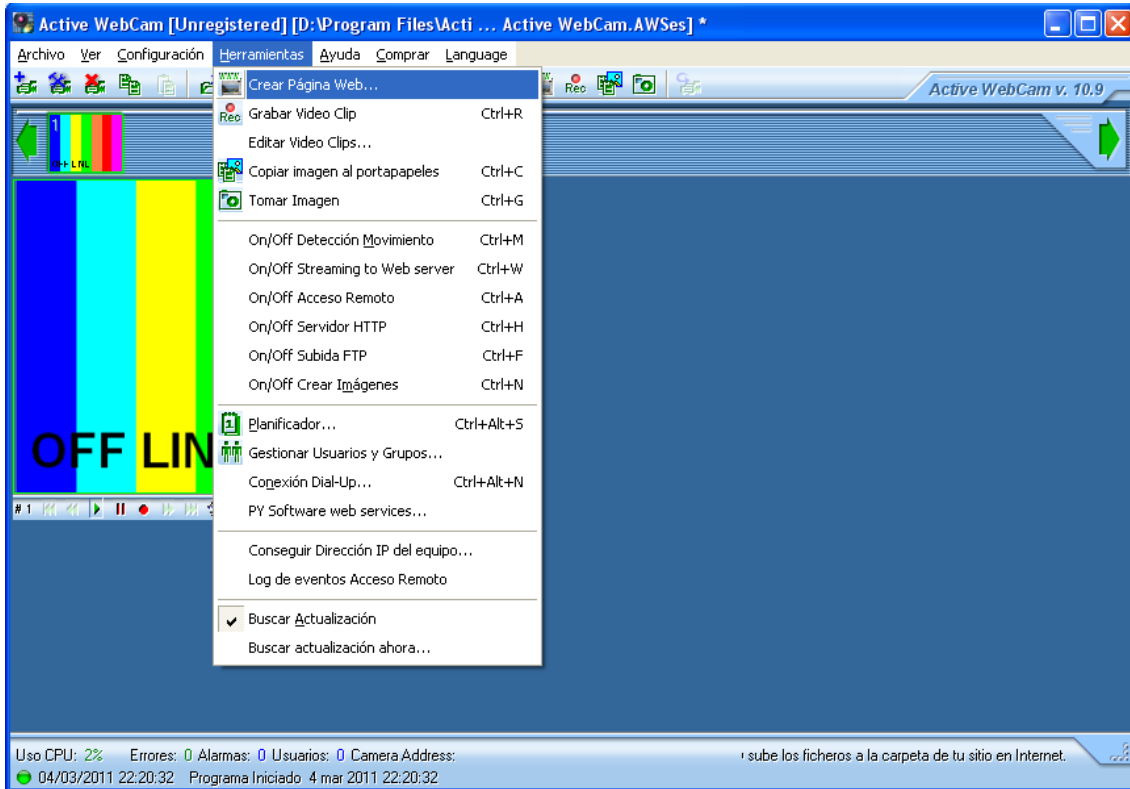 Active WebCam [Unregistered] [D:\Program Files\Acti ... Active WebCam.AWSes] *
Archivo Ver Configuración Herramientas Ayuda Comprar Language
Active WebCam v. 10.9
1
OFF LIN
Crear Página Web...
Grabar Video Clip Ctrl+R
Editar Video Clips...
Copiar imagen al portapapeles Ctrl+C
Tomar Imagen Ctrl+G
On/Off Detección Movimiento Ctrl+M
On/Off Streaming to Web server Ctrl+W
On/Off Acceso Remoto Ctrl+A
On/Off Servidor HTTP Ctrl+H
On/Off Subida FTP Ctrl+F
On/Off Crear Imágenes Ctrl+N
Planificador... Ctrl+Alt+S
Gestionar Usuarios y Grupos...
Conexión Dial-Up... Ctrl+Alt+N
PY Software web services...
Conseguir Dirección IP del equipo...
Log de eventos Acceso Remoto
Buscar Actualización
Buscar actualización ahora...
OFF LIN
# 1
Uso CPU: 2% Errores: 0 Alarmas: 0 Usuarios: 0 Camera Address: sube los ficheros a la carpeta de tu sitio en Internet.
04/03/2011 22:20:32 Programa Iniciado 4 mar 2011 22:20:32